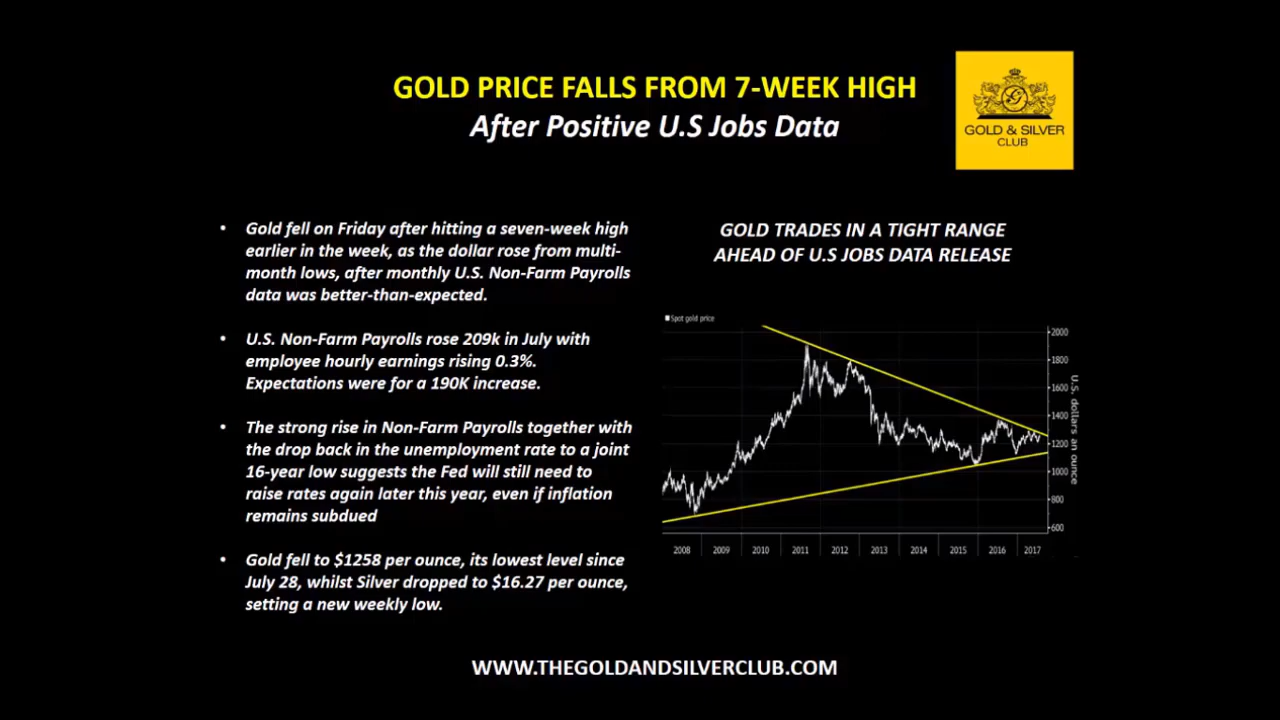 GOLD PRICE FALLS FROM 7-WEEK HIGH
After Positive U.S Jobs Data
G
GOLD & SILVER
CLUB
• Gold fell on Friday after hitting a seven-week high
earlier in the week, as the dollar rose from multi-
month lows, after monthly U.S. Non-Farm Payrolls
data was better-than-expected.
• U.S. Non-Farm Payrolls rose 209k in July with
employee hourly earnings rising 0.3%.
Expectations were for a 190K increase.
• The strong rise in Non-Farm Payrolls together with
the drop back in the unemployment rate to a joint
16-year low suggests the Fed will still need to
raise rates again later this year, even if inflation
remains subdued
• Gold fell to $1258 per ounce, its lowest level since
July 28, whilst Silver dropped to $16.27 per ounce,
setting a new weekly low.
GOLD TRADES IN A TIGHT RANGE
AHEAD OF U.S JOBS DATA RELEASE
Spot gold price
2000
1800
1600
1400
1200
1000
800
600
U.S. dollars an ounce
2008 2009 2010 2011 2012 2013 2014 2015 2016 2017
WWW.THEGOLDANDSILVERCLUB.COM